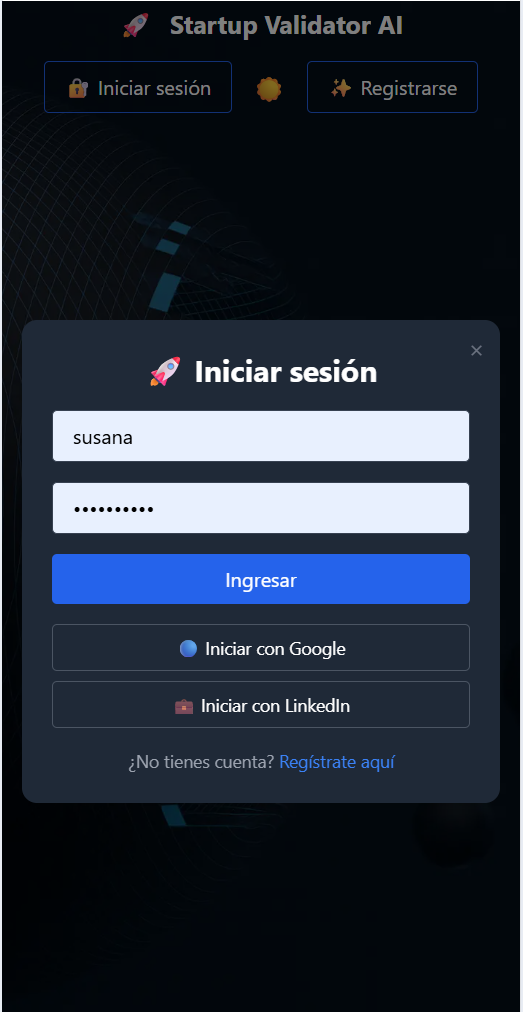 🚀 Startup Validator AI
🔐 Iniciar sesión
✨ Registrarse
×
🚀 Iniciar sesión
susana
••••••••••
Ingresar
🔵 Iniciar con Google
💼 Iniciar con LinkedIn
¿No tienes cuenta? Regístrate aquí